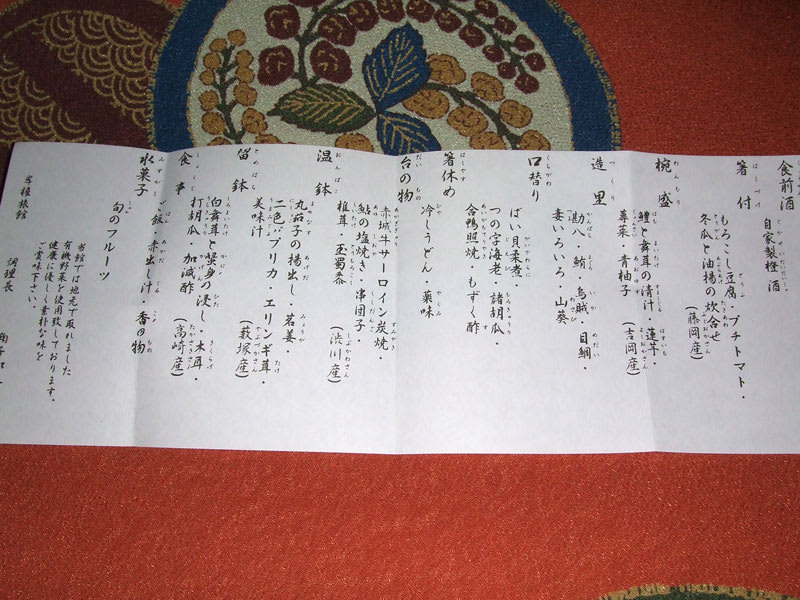 食前酒
自家製橙酒
箸付
もろこし豆腐・プチトマト・
冬瓜と油揚の炊合せ(藤岡産)
椀盛
鱧と舞茸の清汁・蓮芋・
蓴菜・青柚子(吉岡産)
造里
勘八・鮪・烏賊・目鯛・
妻いろいろ・山葵
口替り
ばい貝柔煮・
つの字海老・諸胡瓜・
合鴨照焼・もずく酢
箸休め
冷しうどん・薬味
台の物
赤城牛サーロイン炭焼・
鮎の塩焼き・串団子
椎茸・玉蜀黍(渋川産)
温鉢
丸茄子の揚出し・茗姜・
二色パプリカ・エリンギ茸・
美味汁(薮塚産)
留鉢
白舞茸と蟹身の浸し・木耳・
打胡瓜・加減酢(高崎産)
食事
ご飯・赤出し汁・香の物
水菓子
旬のフルーツ
当館では地元で取れました
有機野菜を使用致しております。
健康に優しく素朴な味を
ご賞味下さい。
旅館
調理長